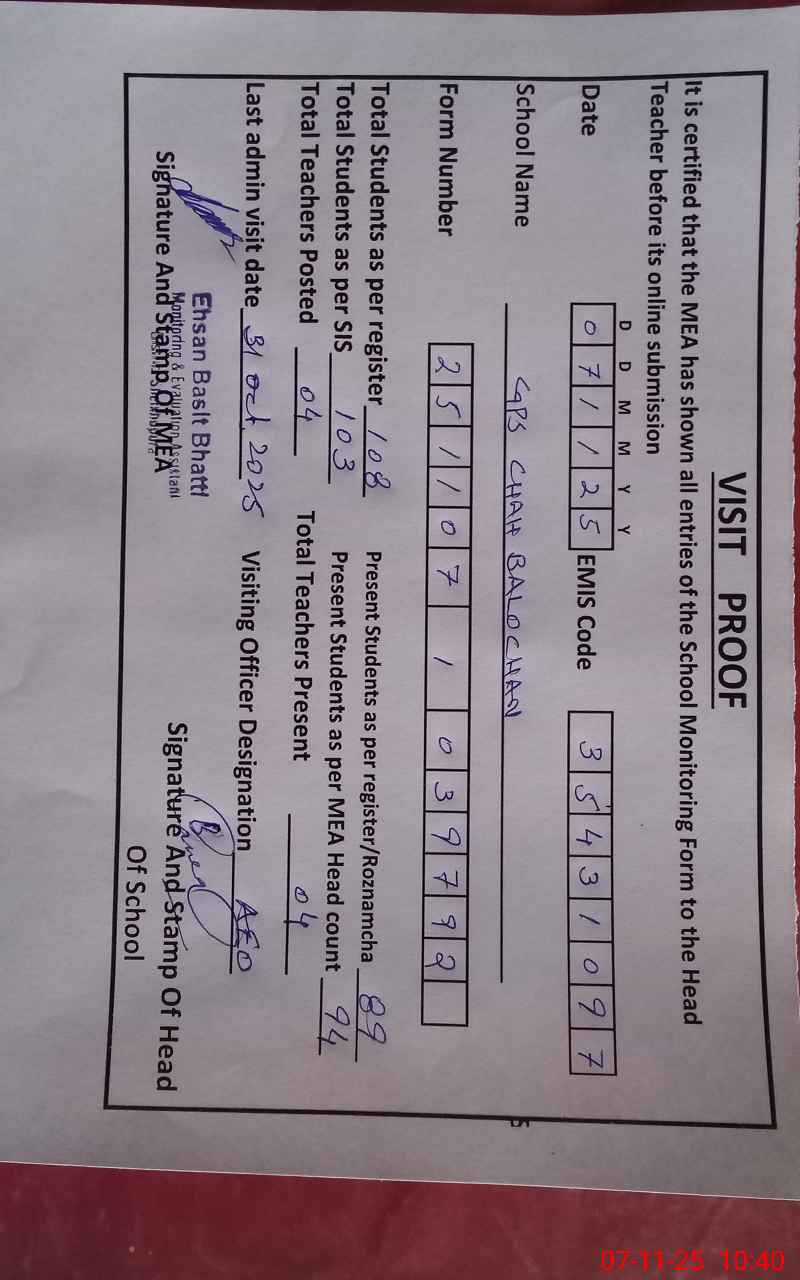 VISIT PROOF
It is certified that the MEA has shown all entries of the School Monitoring Form to the Head
Teacher before its online submission
D D M M Y Y
Date 0 7 1 1 2 5 EMIS Code 3 5 4 3 1 0 9 7
School Name GPS CHAH BALOCHAN
Form Number 2 5 1 1 0 7 1 0 3 9 7 9 2
Total Students as per register 108 Present Students as per register/Roznamcha 89
Total Students as per SIS 103 Present Students as per MEA Head count 94
Total Teachers Posted 04 Total Teachers Present 04
Last admin visit date 31 Oct 2025 Visiting Officer Designation AEO
Ehsan Basit Bhatti
Monitoring & Evaluation Assistant
Signature And Stamp Of MEA Signature And Stamp Of Head
Of School
07-11-25 10:40